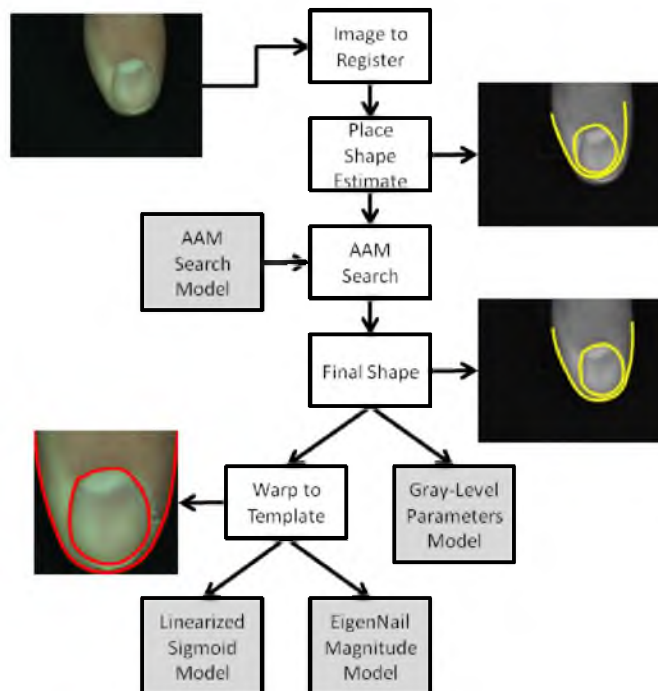 Image to
Register
Place
Shape
Estimate
AAM
Search
Model
AAM
Search
Final Shape
Warp to
Template
Gray-Level
Parameters
Model
Linearized
Sigmoid
Model
EigenNail
Magnitude
Model